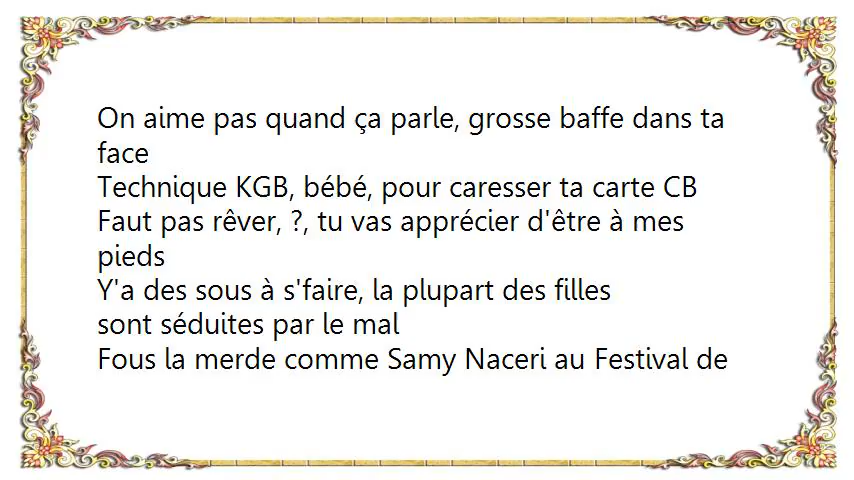 On aime pas quand ça parle, grosse baffe dans ta
face
Technique KGB, bébé, pour caresser ta carte CB
Faut pas rêver, ?, tu vas apprécier d'être à mes
pieds
Y'a des sous à s'faire, la plupart des filles
sont séduites par le mal
Fous la merde comme Samy Naceri au Festival de